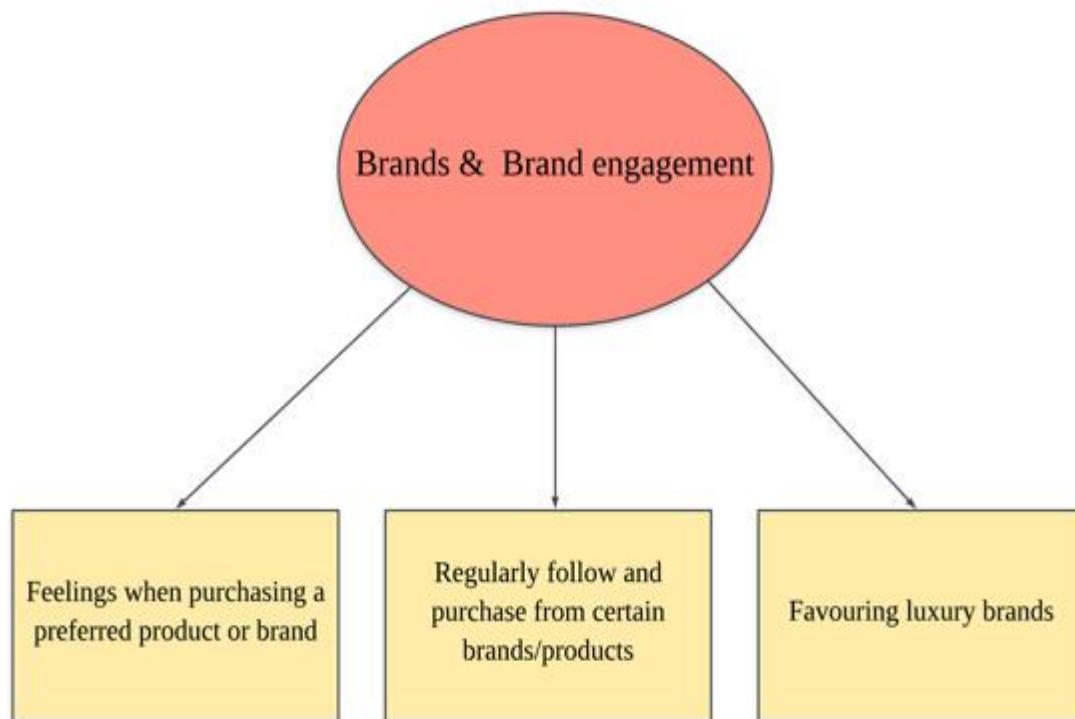 Brands &  Brand engagement
Feelings when purchasing a
preferred product or brand
Regularly follow and
purchase from certain
brands/products
Favouring luxury brands